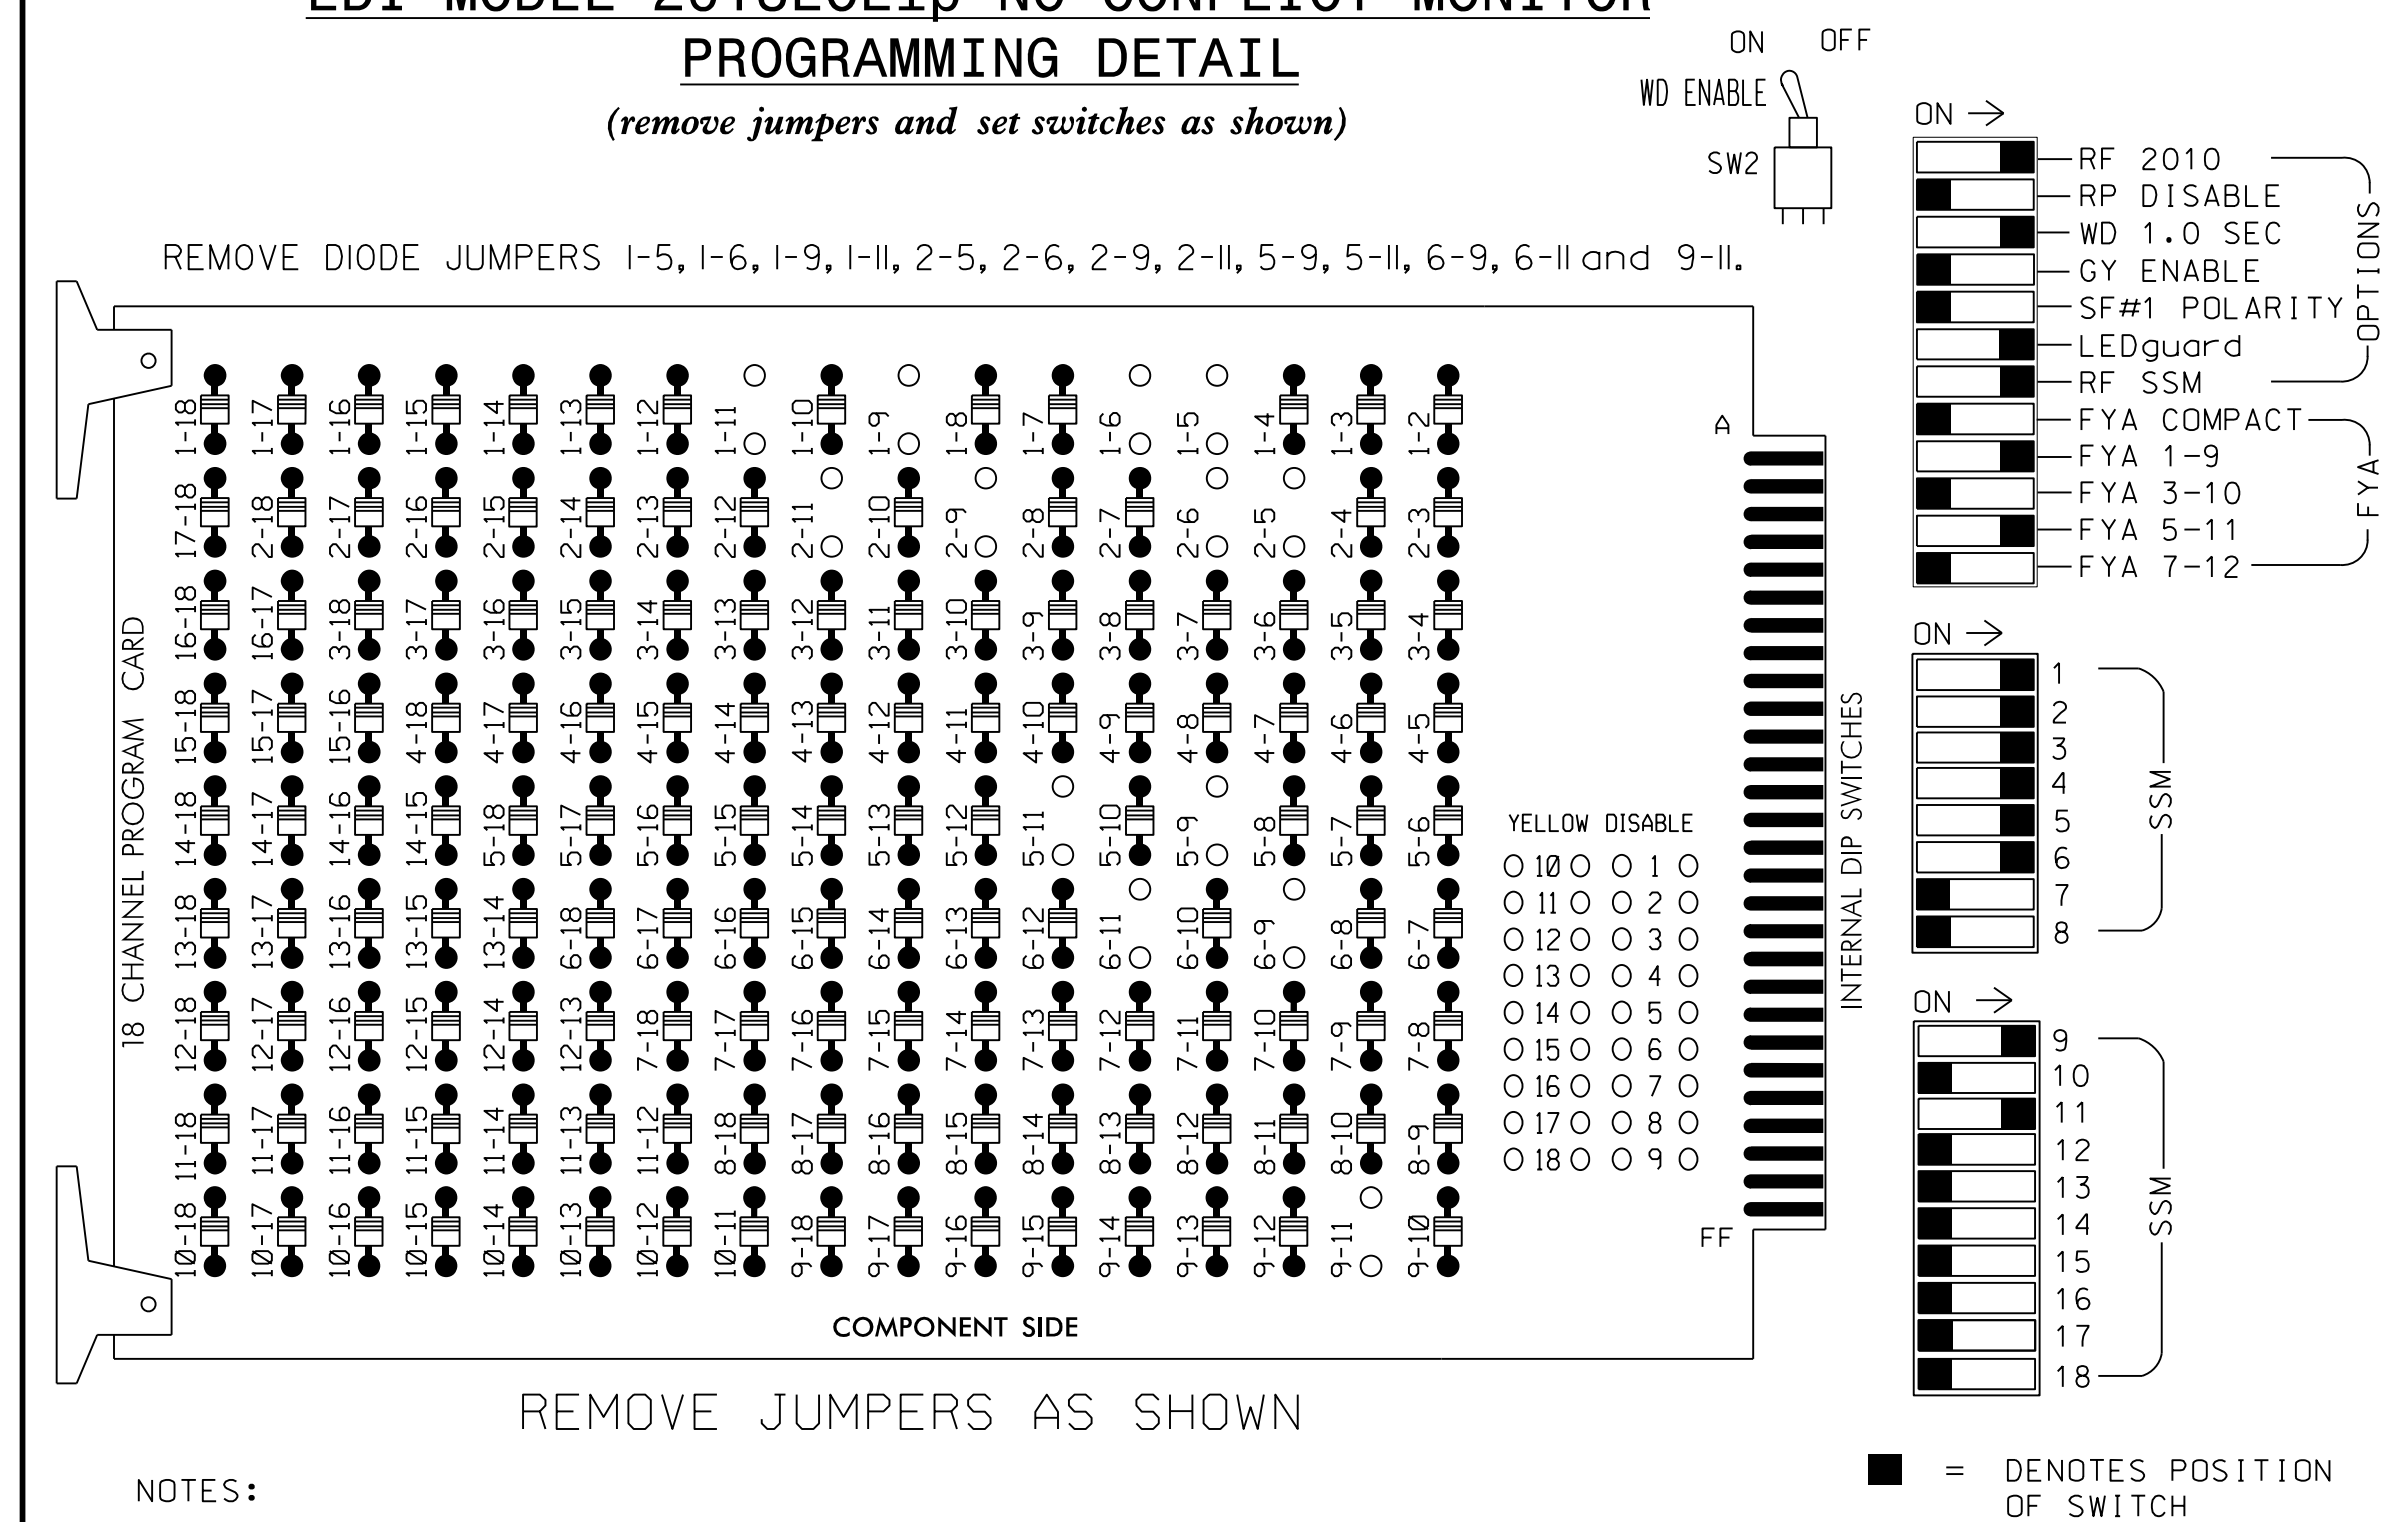 EDI MODEL 2018ECLip-NC CONFLICT MONITOR
PROGRAMMING DETAIL
(remove jumpers and set switches as shown)
ON OFF
WD ENABLE
SW2
REMOVE DIODE JUMPERS 1-5, 1-6, 1-9, 1-11, 2-5, 2-6, 2-9, 2-11, 5-9, 5-11, 6-9, 6-11 and 9-11.
18 CHANNEL PROGRAM CARD
1-18 1-17 1-16 1-15 1-14 1-13 1-12 1-11 1-10 1-9 1-8 1-7 1-6 1-5 1-4 1-3 1-2
17-18 2-18 2-17 2-16 2-15 2-14 2-13 2-12 2-11 2-10 2-9 2-8 2-7 2-6 2-5 2-4 2-3
16-18 16-17 3-18 3-17 3-16 3-15 3-14 3-13 3-12 3-11 3-10 3-9 3-8 3-7 3-6 3-5 3-4
15-18 15-17 15-16 4-18 4-17 4-16 4-15 4-14 4-13 4-12 4-11 4-10 4-9 4-8 4-7 4-6 4-5
14-18 14-17 14-16 14-15 5-18 5-17 5-16 5-15 5-14 5-13 5-12 5-11 5-10 5-9 5-8 5-7 5-6
13-18 13-17 13-16 13-15 13-14 6-18 6-17 6-16 6-15 6-14 6-13 6-12 6-11 6-10 6-9 6-8 6-7
12-18 12-17 12-16 12-15 12-14 12-13 7-18 7-17 7-16 7-15 7-14 7-13 7-12 7-11 7-10 7-9 7-8
11-18 11-17 11-16 11-15 11-14 11-13 11-12 8-18 8-17 8-16 8-15 8-14 8-13 8-12 8-11 8-10 8-9
10-18 10-17 10-16 10-15 10-14 10-13 10-12 10-11 9-18 9-17 9-16 9-15 9-14 9-13 9-12 9-11 9-10
A
FF
YELLOW DISABLE
10 1
11 2
12 3
13 4
14 5
15 6
16 7
17 8
18 9
COMPONENT SIDE
REMOVE JUMPERS AS SHOWN
NOTES:
INTERNAL DIP SWITCHES
ON →
RF 2010
RP DISABLE
WD 1.0 SEC
GY ENABLE
SF#1 POLARITY
LEDguard
RF SSM
OPTIONS
FYA COMPACT
FYA 1-9
FYA 3-10
FYA 5-11
FYA 7-12
FYA
ON →
1
2
3
4
5
6
7
8
SSM
ON →
9
10
11
12
13
14
15
16
17
18
SSM
= DENOTES POSITION
OF SWITCH